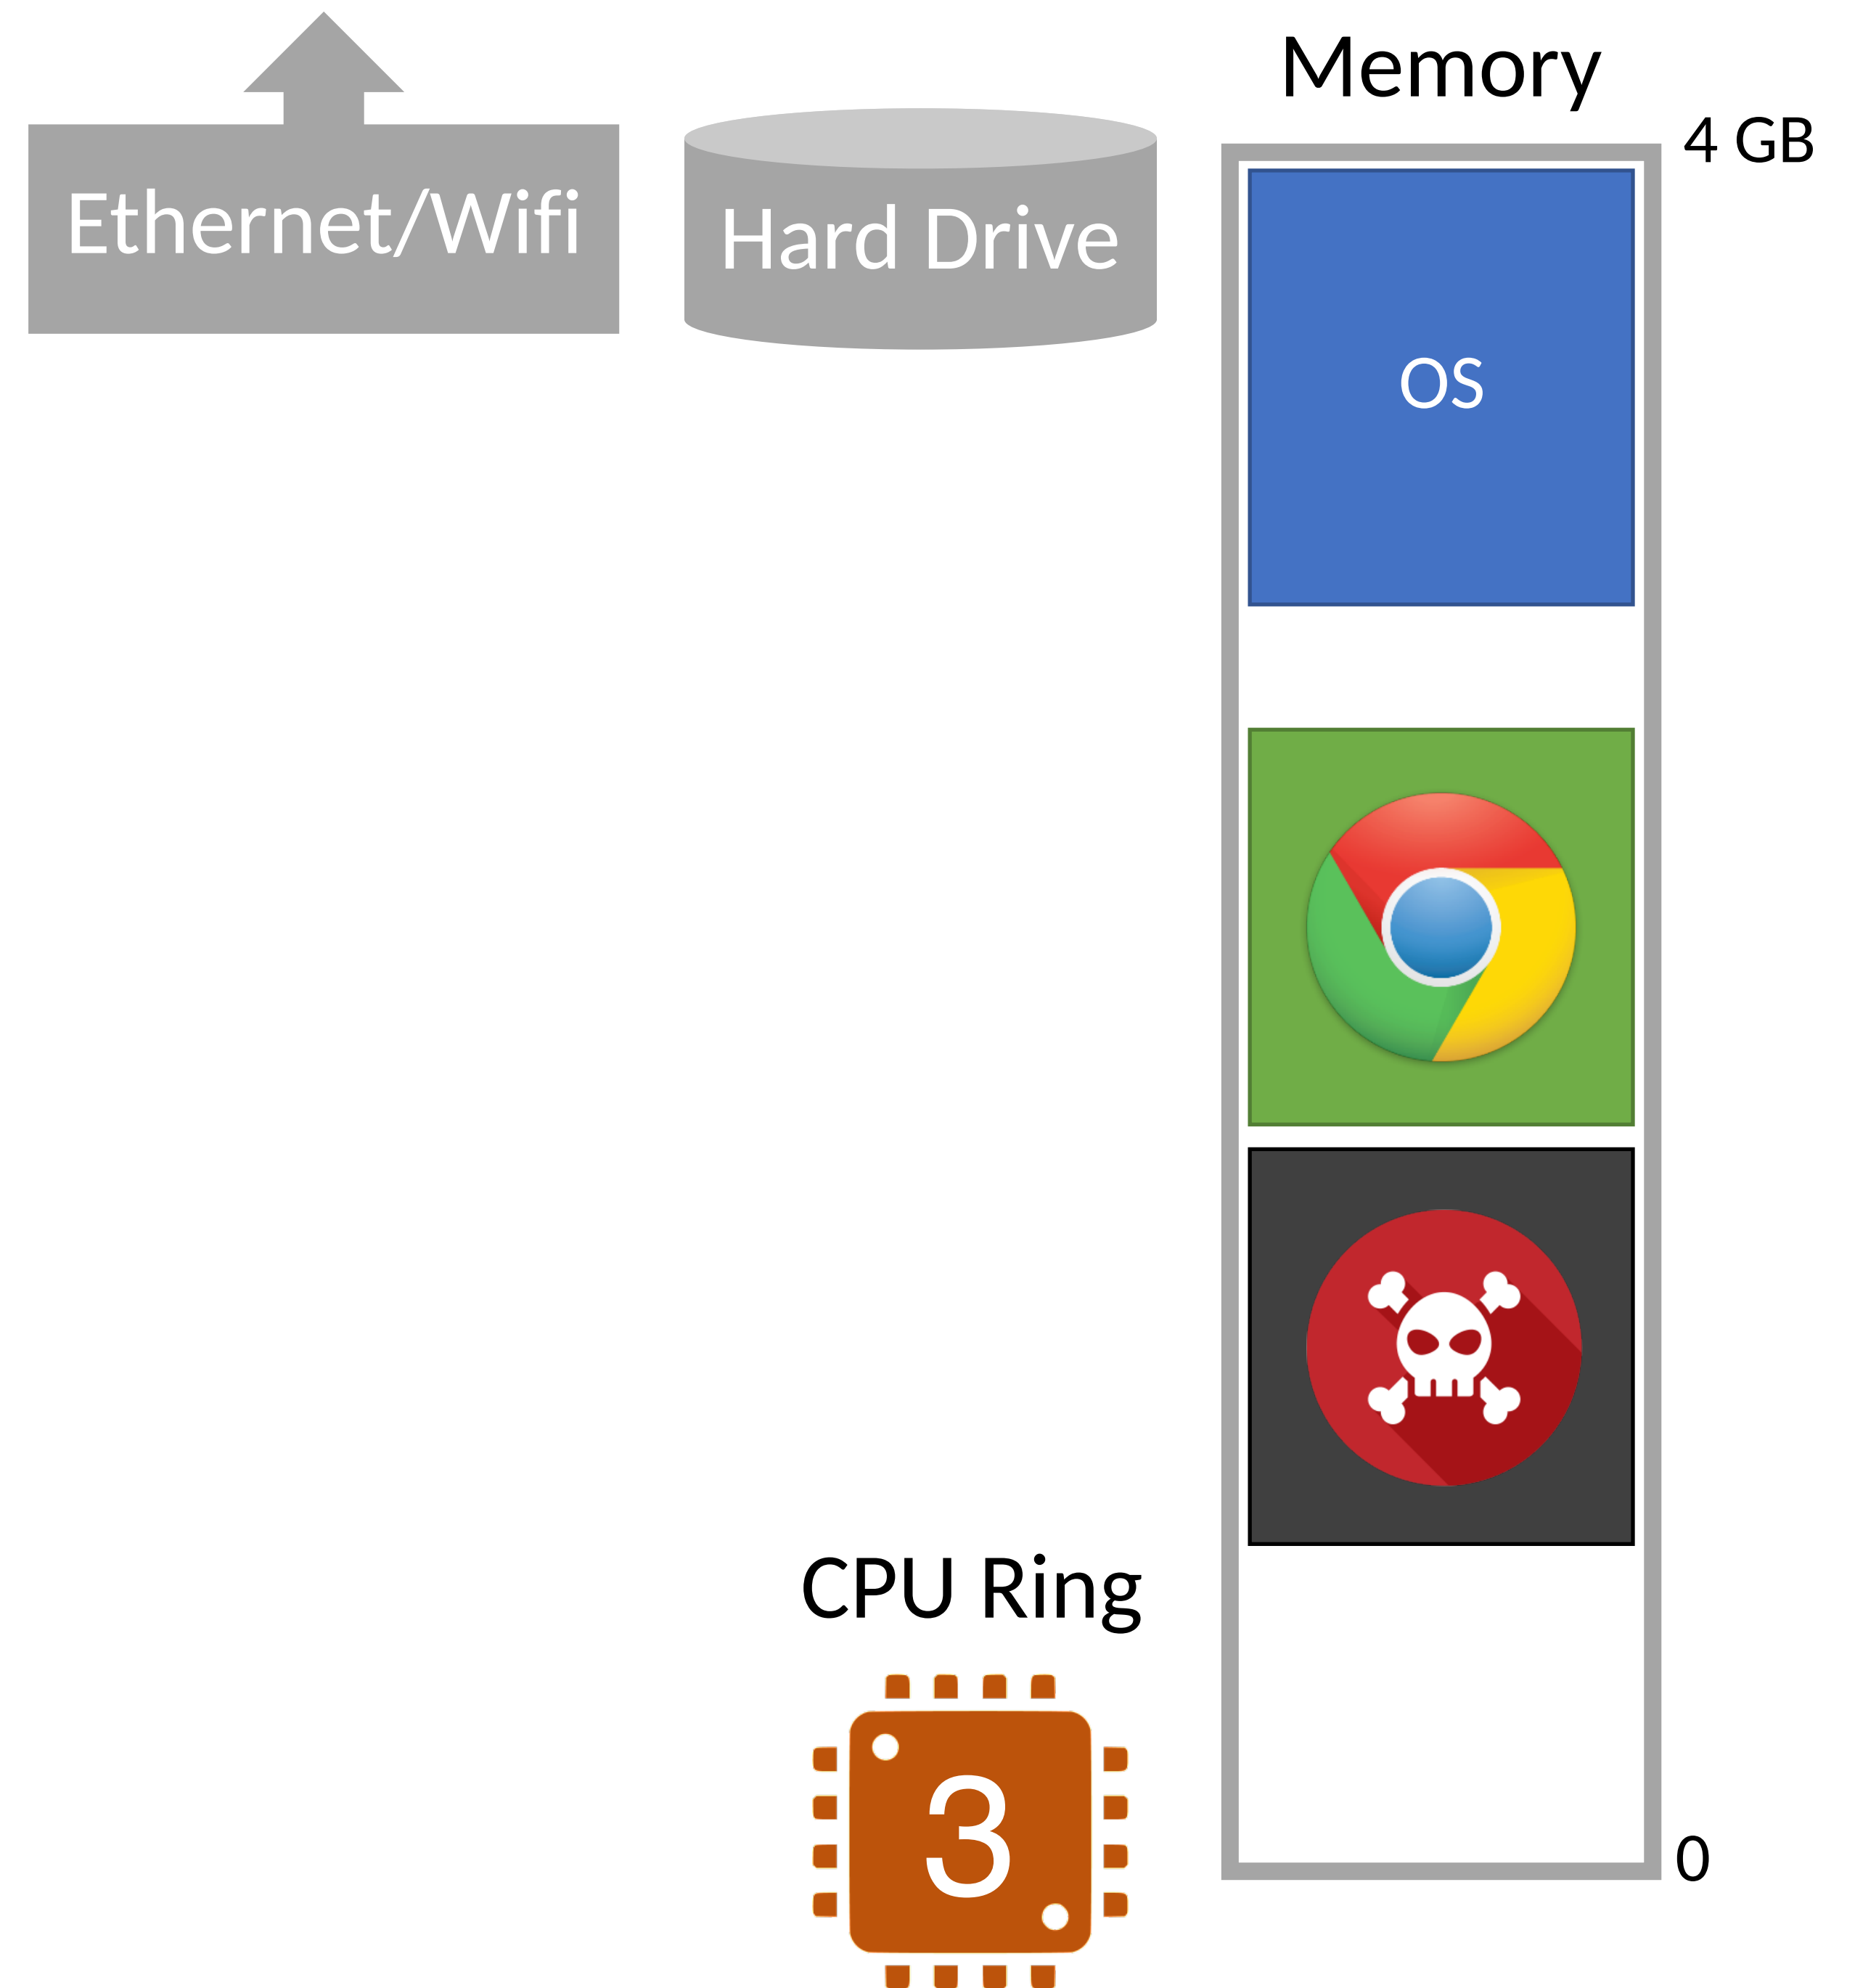 Memory
4 GB
Ethernet/Wifi
Hard Drive
OS
CPU Ring
3
0